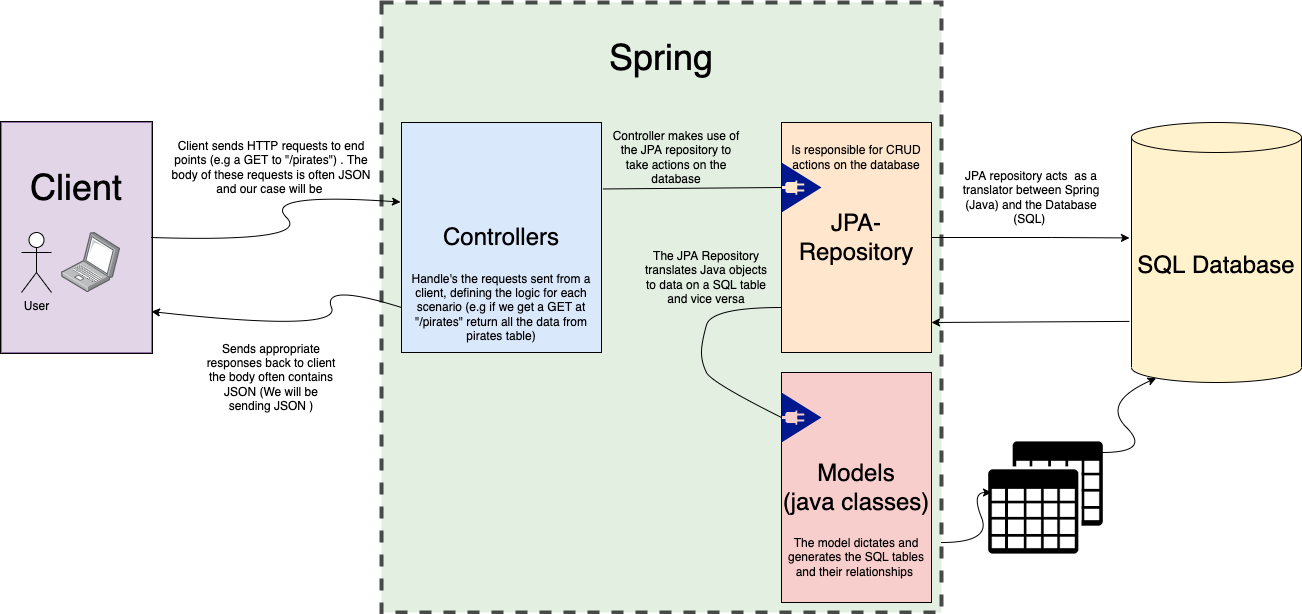 Spring
Client sends HTTP requests to end
points (e.g a GET to "/pirates") . The
body of these requests is often JSON
and our case will be
Client
User
Sends appropriate
responses back to client
the body often contains
JSON (We will be
sending JSON )
Controllers
Handle's the requests sent from a
client, defining the logic for each
scenario (e.g if we get a GET at
"/pirates" return all the data from
pirates table)
Controller makes use of
the JPA repository to
take actions on the
database
The JPA Repository
translates Java objects
to data on a SQL table
and vice versa
Is responsible for CRUD
actions on the database
JPA-
Repository
Models
(java classes)
The model dictates and
generates the SQL tables
and their relationships
JPA repository acts  as a
translator between Spring
(Java) and the Database
(SQL)
SQL Database